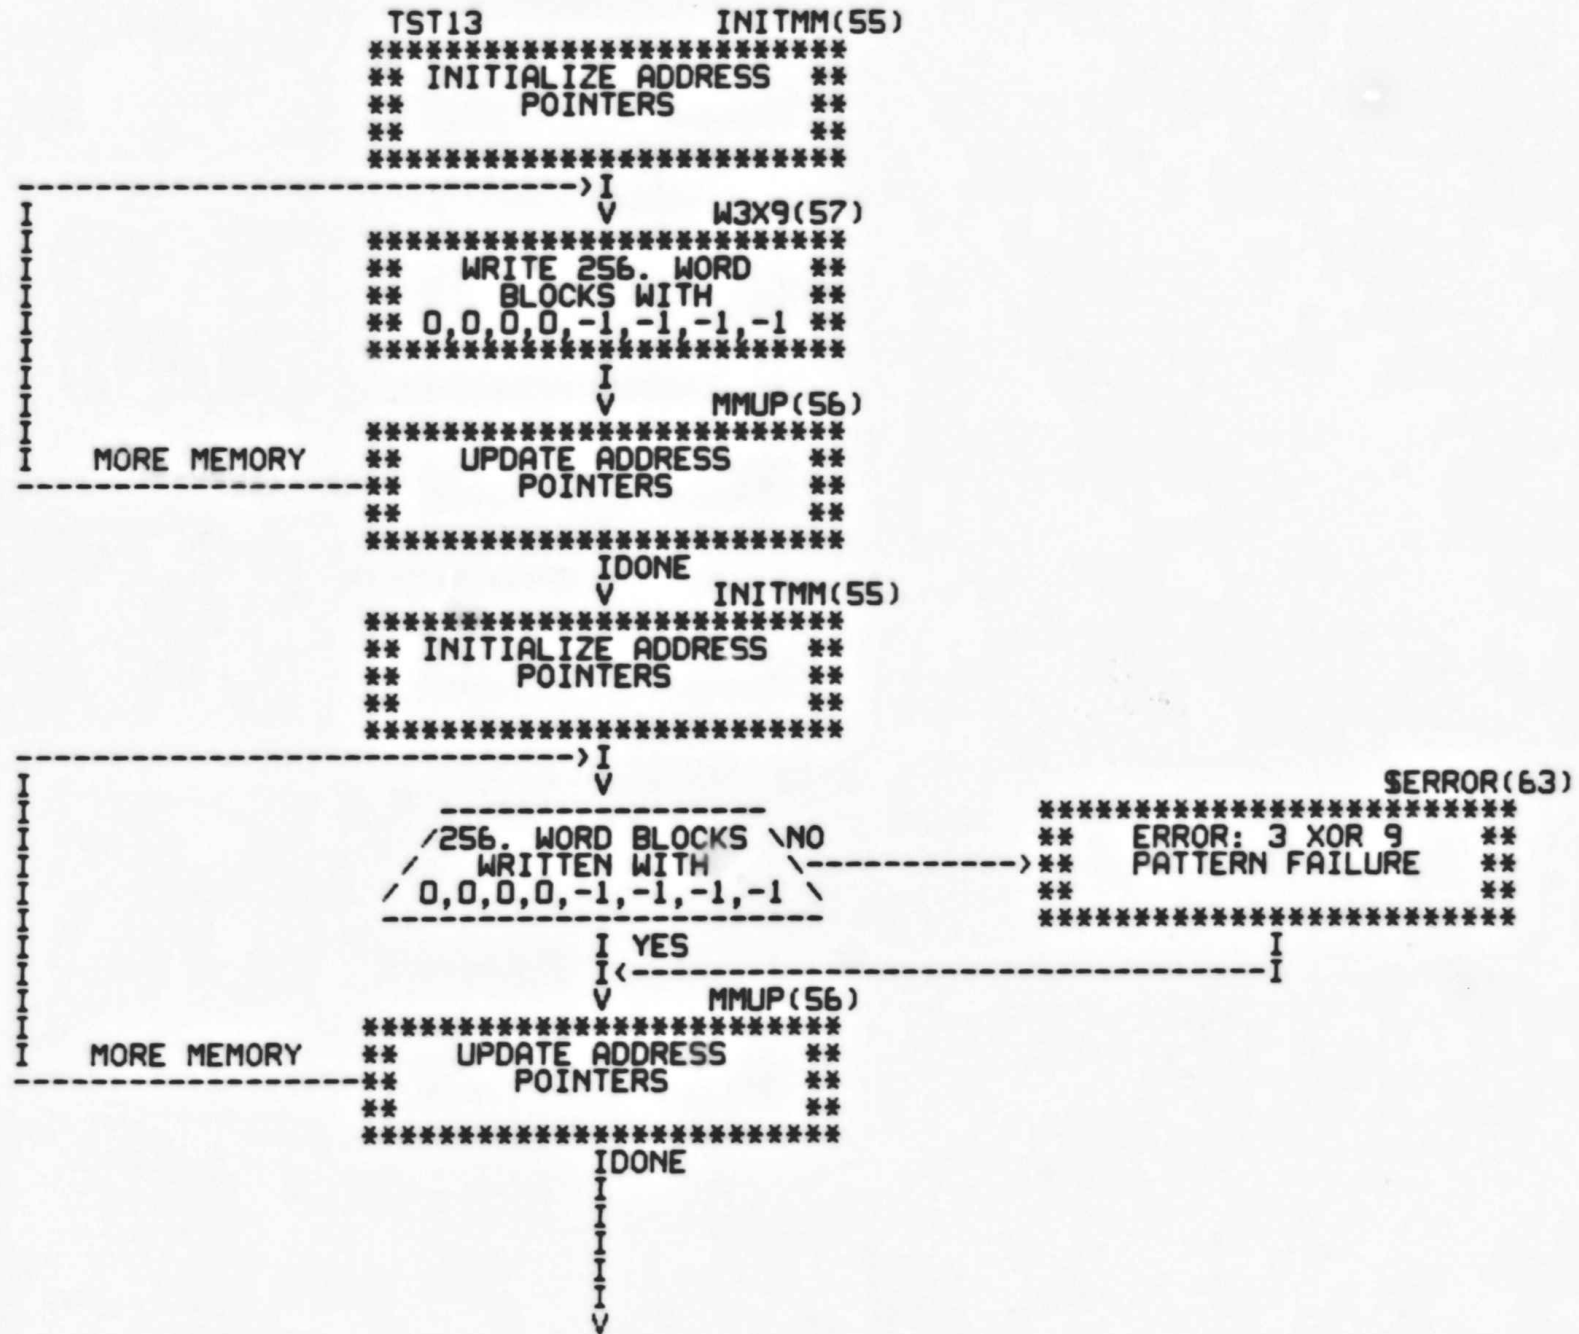 TST13 INITMM(55)
*************************
** INITIALIZE ADDRESS **
** POINTERS **
** **
*************************
----------------------------->I
I V W3X9(57)
I *************************
I ** WRITE 256. WORD **
I ** BLOCKS WITH **
I ** 0,0,0,0,-1,-1,-1,-1 **
I *************************
I I
I V MMUP(56)
I *************************
I MORE MEMORY ** UPDATE ADDRESS **
------------------** POINTERS **
** **
*************************
IDONE
V INITMM(55)
*************************
** INITIALIZE ADDRESS **
** POINTERS **
** **
*************************
----------------------------->I
I V $ERROR(63)
I ----------------- *************************
I /256. WORD BLOCKS \NO ** ERROR: 3 XOR 9 **
I / WRITTEN WITH \----------->** PATTERN FAILURE **
I / 0,0,0,0,-1,-1,-1,-1 \ ** **
I ----------------------- *************************
I I YES I
I I<---------------------------------I
I V MMUP(56)
I *************************
I MORE MEMORY ** UPDATE ADDRESS **
------------------** POINTERS **
** **
*************************
IDONE
I
I
I
I
I
V